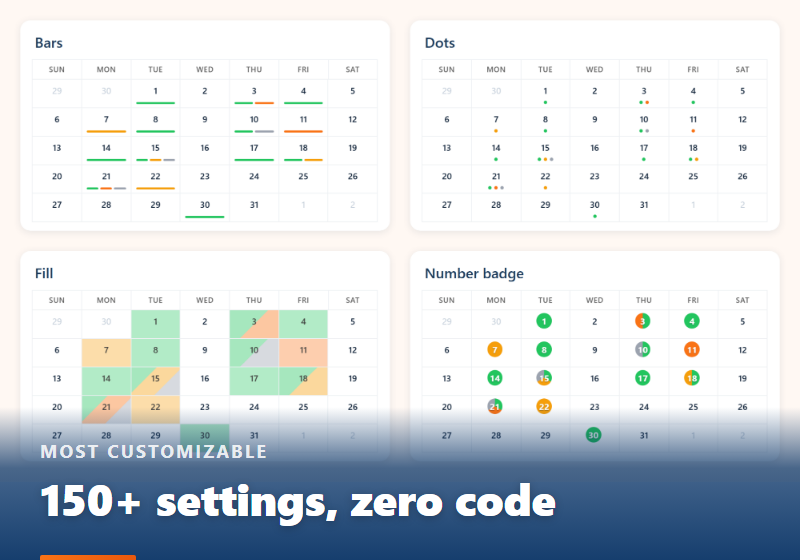 Bars
SUN MON TUE WED THU FRI SAT
29 30 1 2 3 4 5
6 7 8 9 10 11 12
13 14 15 16 17 18 19
20 21 22 23 24 25 26
27 28 29 30 31 1 2
Dots
SUN MON TUE WED THU FRI SAT
29 30 1 2 3 4 5
6 7 8 9 10 11 12
13 14 15 16 17 18 19
20 21 22 23 24 25 26
27 28 29 30 31 1 2
Fill
SUN MON TUE WED THU FRI SAT
29 30 1 2 3 4 5
6 7 8 9 10 11 12
13 14 15 16 17 18 19
20 21 22 23 24 25 26
27 28 29 30 31 1 2
Number badge
SUN MON TUE WED THU FRI SAT
29 30 1 2 3 4 5
6 7 8 9 10 11 12
13 14 15 16 17 18 19
20 21 22 23 24 25 26
27 28 29 30 31 1 2
MOST CUSTOMIZABLE
150+ settings, zero code